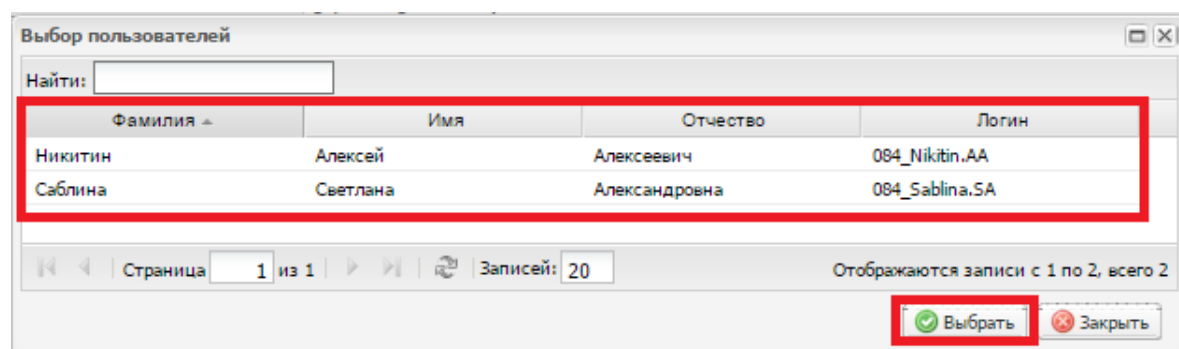 Выбор пользователей
Найти:
Фамилия Имя Отчество Логин
Никитин Алексей Алексеевич 084_Nikitin.AA
Саблина Светлана Александровна 084_Sablina.SA
Страница 1 из 1 Записей: 20 Отображаются записи с 1 по 2, всего 2
Выбрать Закрыть